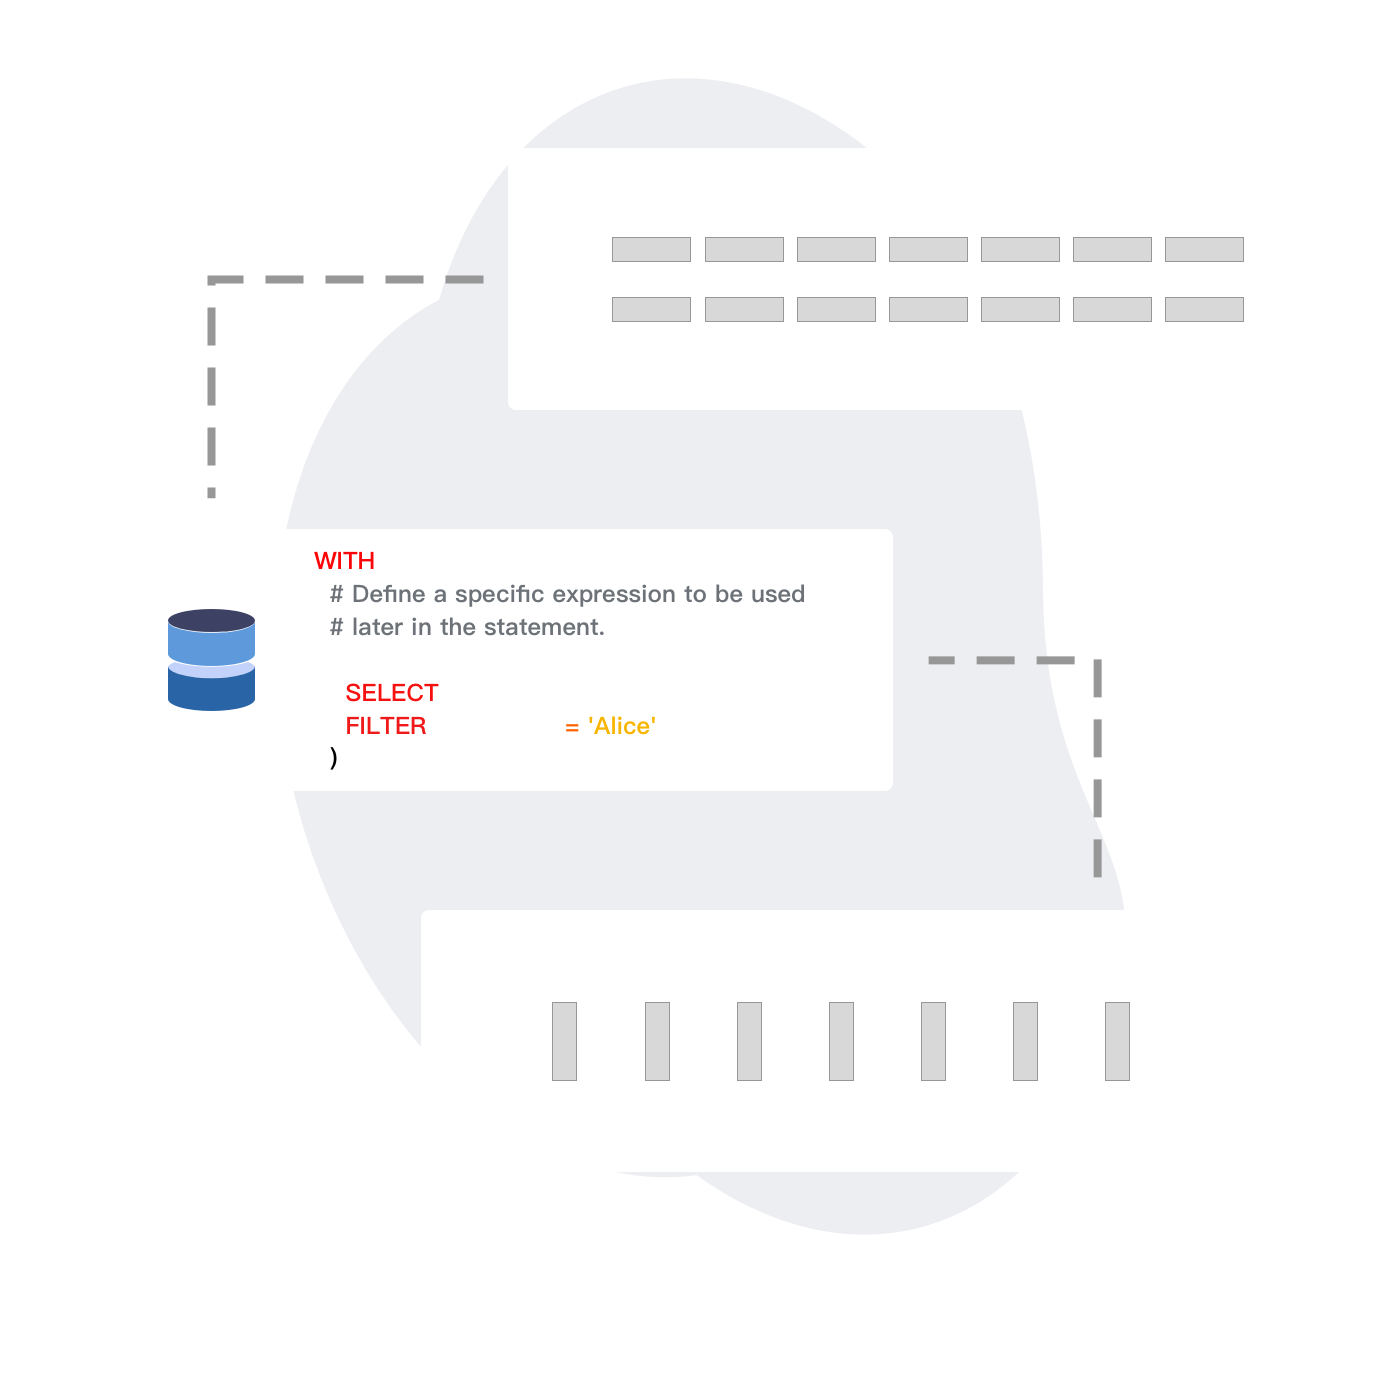 WITH
# Define a specific expression to be used
# later in the statement.
SELECT
FILTER = 'Alice'
)